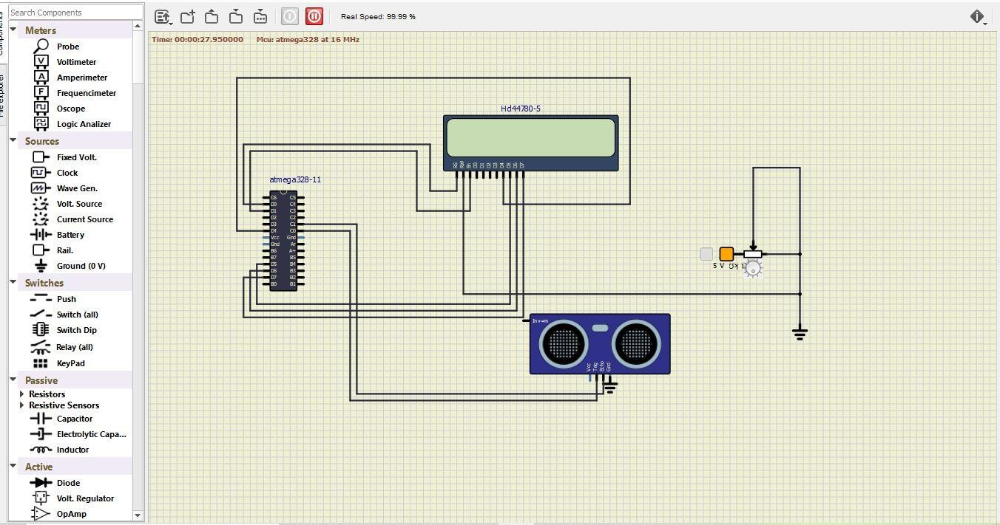 Search Components
Real Speed: 99.99 %
Time: 00:00:27.950000 Mcu: atmega328 at 16 MHz
Meters
Probe
Voltimeter
Amperimeter
Frequencimeter
Oscope
Logic Analizer
Sources
Fixed Volt.
Clock
Wave Gen.
Volt. Source
Current Source
Battery
Rail.
Ground (0 V)
Switches
Push
Switch (all)
Switch Dip
Relay (all)
KeyPad
Passive
Resistors
Resistive Sensors
Capacitor
Electrolytic Capa...
Inductor
Active
Diode
Volt. Regulator
OpAmp
Hd44780-5
RS RW En D0 D1 D2 D3 D4 D5 D6 D7
atmega328-11
C6 C5
D0 C4
D1 C3
D2 C2
D3 C1
D4 C0
Vcc Gnd
Gnd Ar
B6 A+
B7 B5
D5 B4
D6 B3
D7 B2
B0 B1
5 V
In v=m
Vcc Trig Echo Gnd